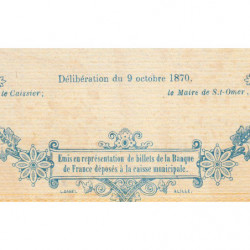 Délibération du 9 octobre 1870,
le Caissier, le Maire de S.t-Omer,
Emis en représentation de billets de la Banque
de France déposés à la caisse municipale.